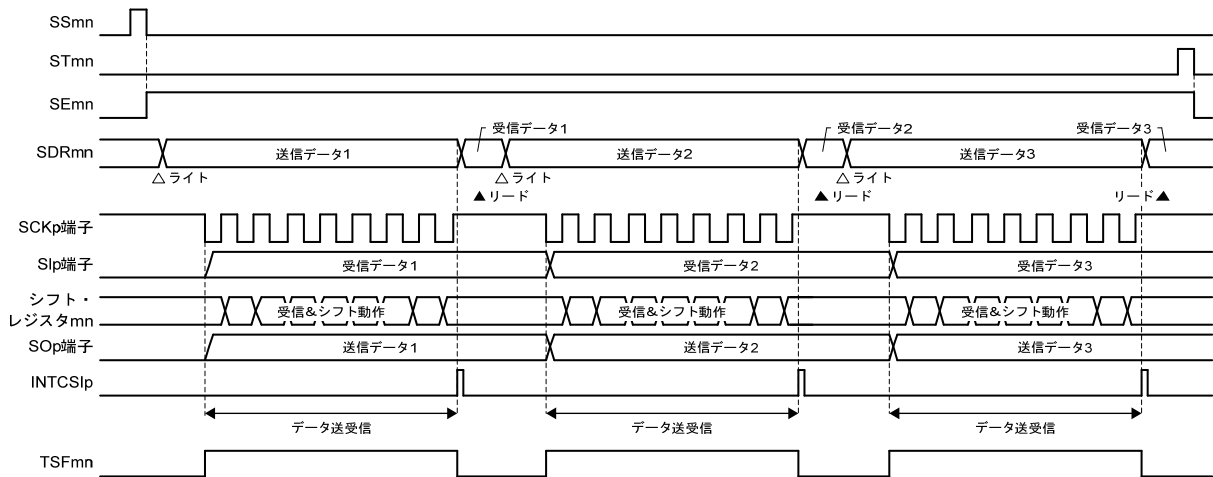 SSmn
STmn
SEmn
受信データ1 受信データ2 受信データ3
SDRmn 送信データ1 送信データ2 送信データ3
△ライト △ライト △ライト
▲リード ▲リード リード▲
SCKp端子
SIp端子 受信データ1 受信データ2 受信データ3
シフト・
レジスタmn 受信&シフト動作 受信&シフト動作 受信&シフト動作
SOp端子 送信データ1 送信データ2 送信データ3
INTCSIp
データ送受信 データ送受信 データ送受信
TSFmn